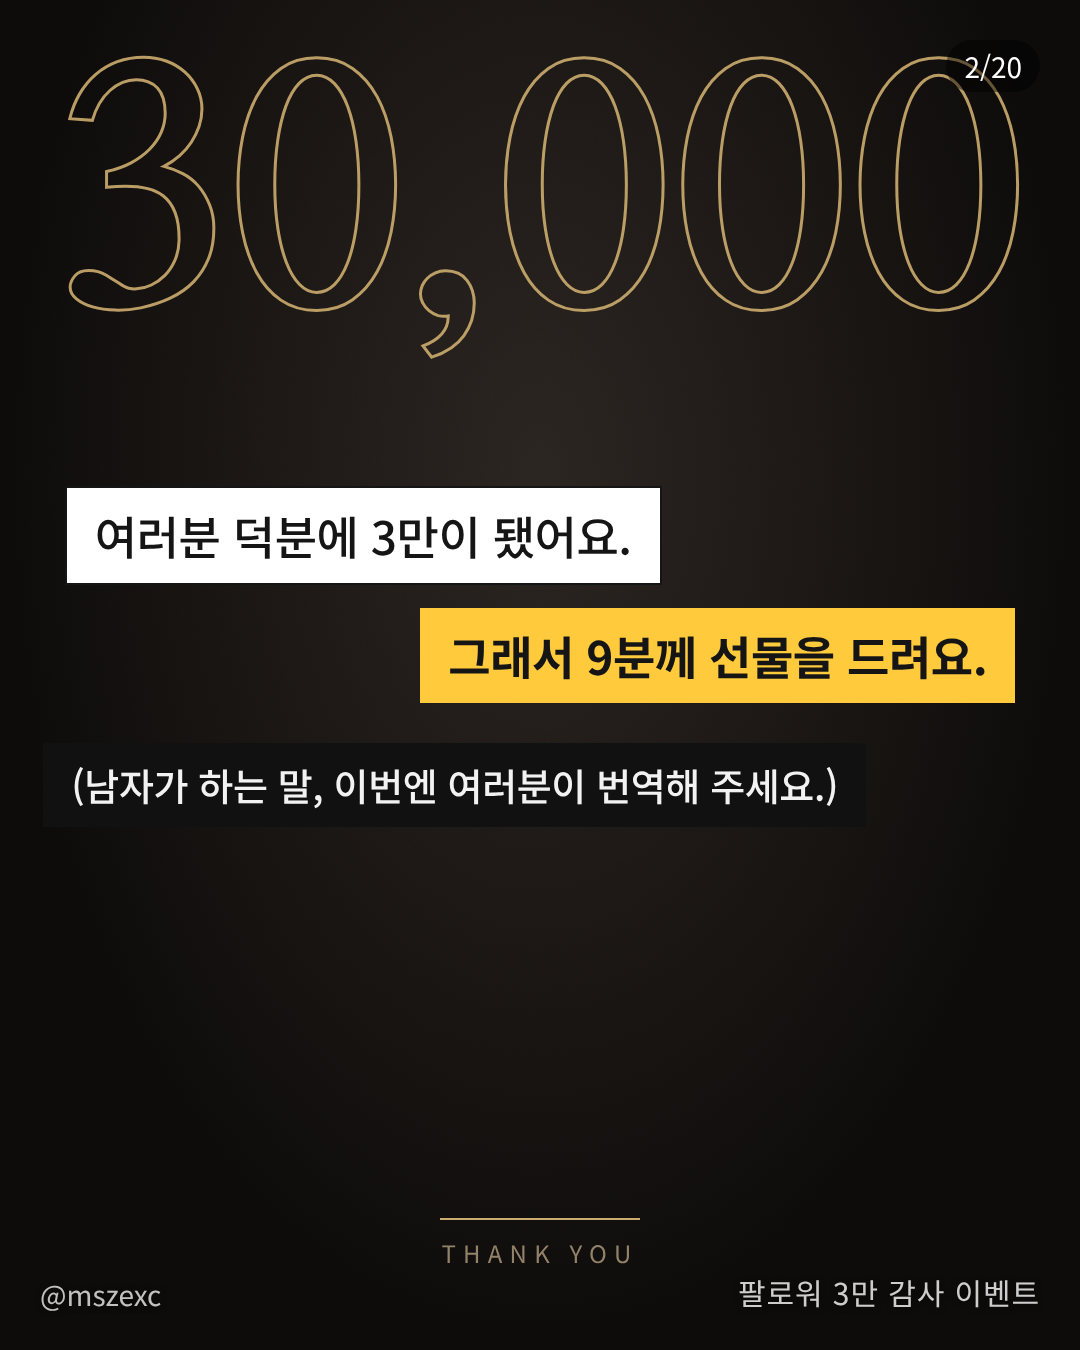 30,000
2/20
여러분 덕분에 3만이 됐어요.
그래서 9분께 선물을 드려요.
(남자가 하는 말, 이번엔 여러분이 번역해 주세요.)
THANK YOU
@mszexc
팔로워 3만 감사 이벤트